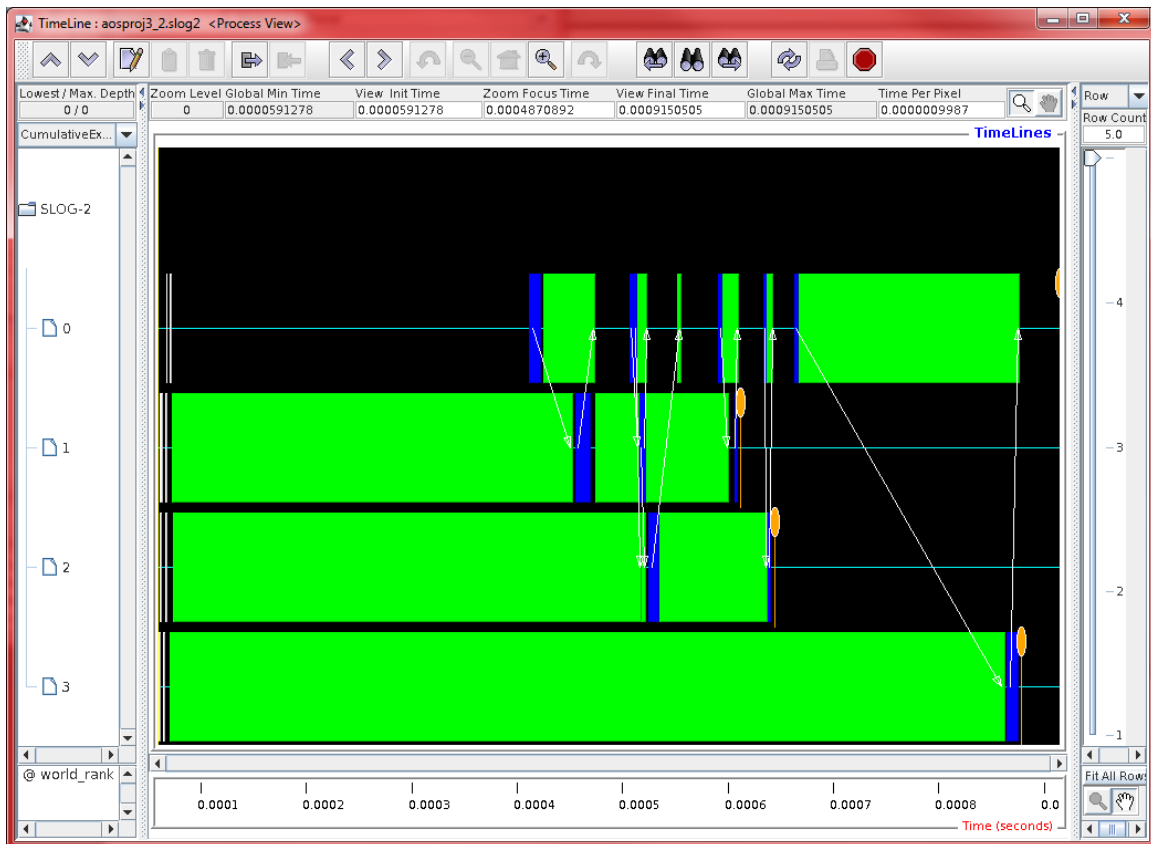 TimeLine : aosproj3_2.slog2 <Process View>
Lowest / Max. Depth
0 / 0
Zoom Level Global Min Time View Init Time Zoom Focus Time View Final Time Global Max Time Time Per Pixel
0 0.0000591278 0.0000591278 0.0004870892 0.0009150505 0.0009150505 0.0000009987
Row
Row Count
5.0
CumulativeEx...
TimeLines
SLOG-2
0
1
2
3
4
3
2
1
@ world_rank
Fit All Rows
0.0001 0.0002 0.0003 0.0004 0.0005 0.0006 0.0007 0.0008 0.0
Time (seconds)